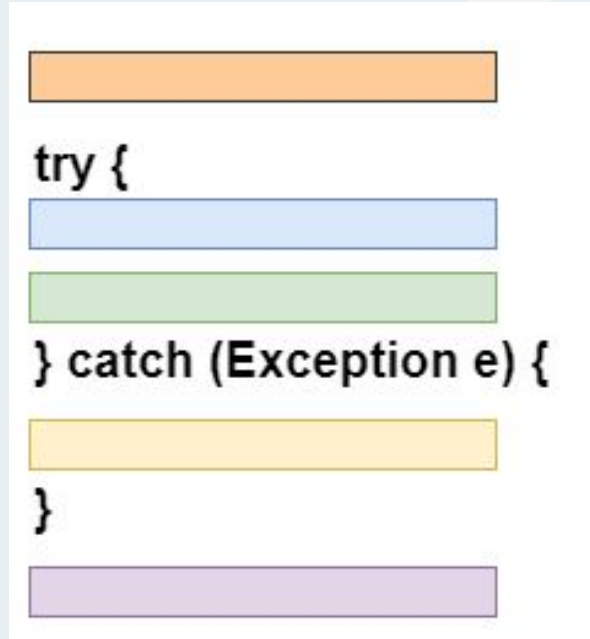 try {
} catch (Exception e) {
}